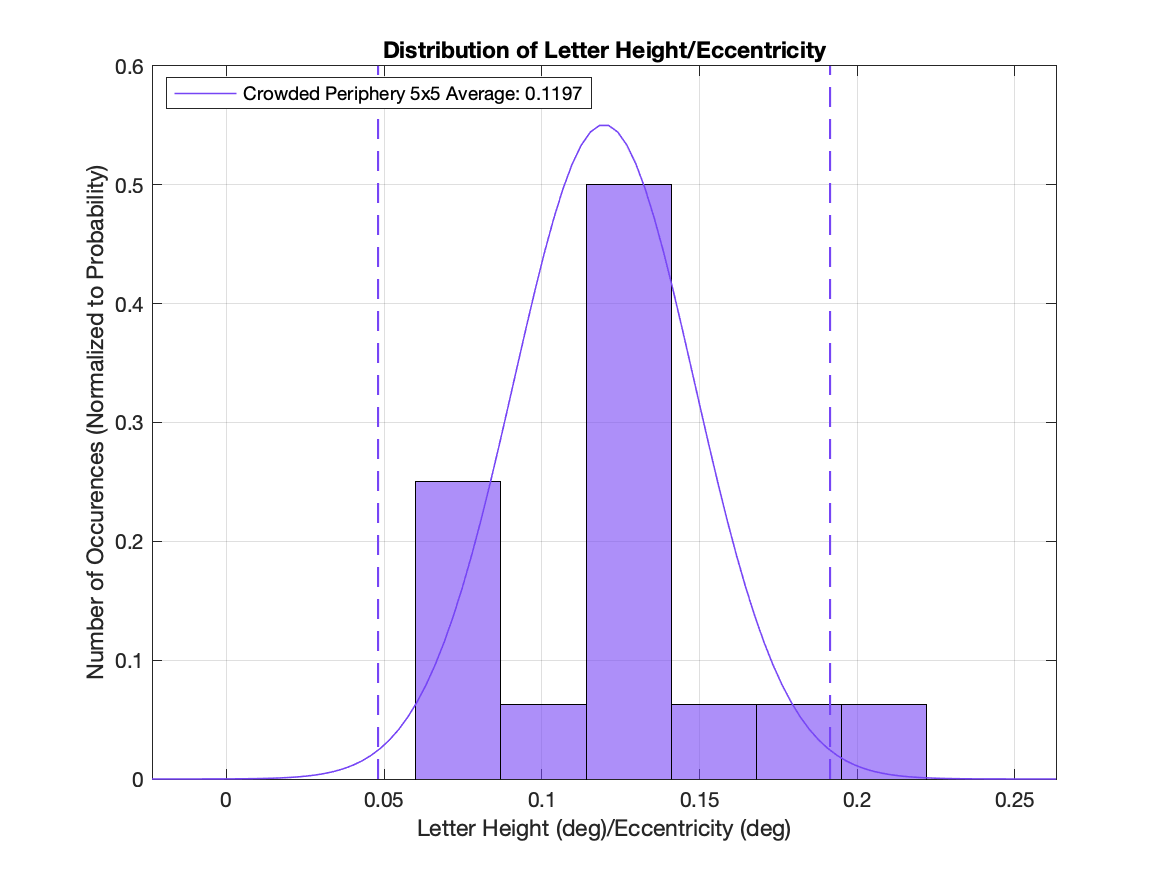 Distribution of Letter Height/Eccentricity
Crowded Periphery 5x5 Average: 0.1197
Number of Occurences (Normalized to Probability)
0.6
0.5
0.4
0.3
0.2
0.1
0
0 0.05 0.1 0.15 0.2 0.25
Letter Height (deg)/Eccentricity (deg)